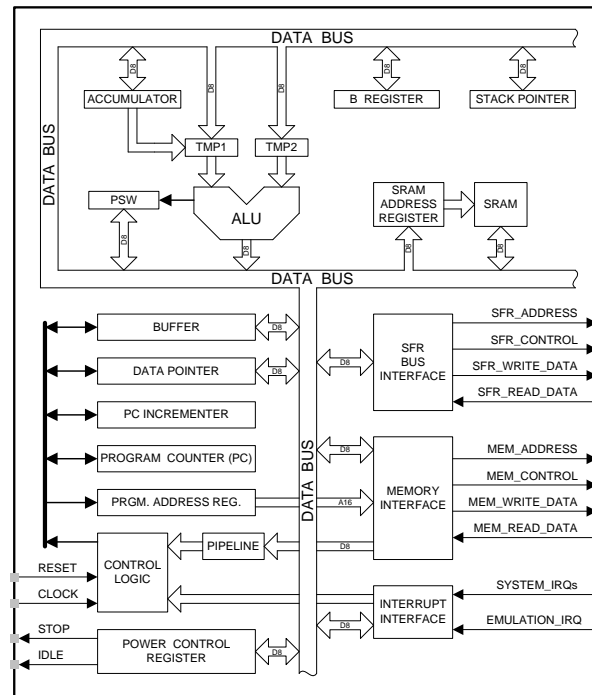 DATA BUS
D8
D8
D8
D8
D8
ACCUMULATOR
B REGISTER
STACK POINTER
DATA BUS
TMP1
TMP2
PSW
ALU
SRAM
ADDRESS
REGISTER
SRAM
D8
D8
D8
D8
DATA BUS
BUFFER
D8
DATA POINTER
D8
PC INCREMENTER
PROGRAM COUNTER (PC)
PRGM. ADDRESS REG.
DATA BUS
D8
SFR
BUS
INTERFACE
SFR_ADDRESS
SFR_CONTROL
SFR_WRITE_DATA
SFR_READ_DATA
D8
A16
D8
MEMORY
INTERFACE
MEM_ADDRESS
MEM_CONTROL
MEM_WRITE_DATA
MEM_READ_DATA
CONTROL
LOGIC
PIPELINE
RESET
CLOCK
STOP
IDLE
POWER CONTROL
REGISTER
D8
D8
INTERRUPT
INTERFACE
SYSTEM_IRQs
EMULATION_IRQ